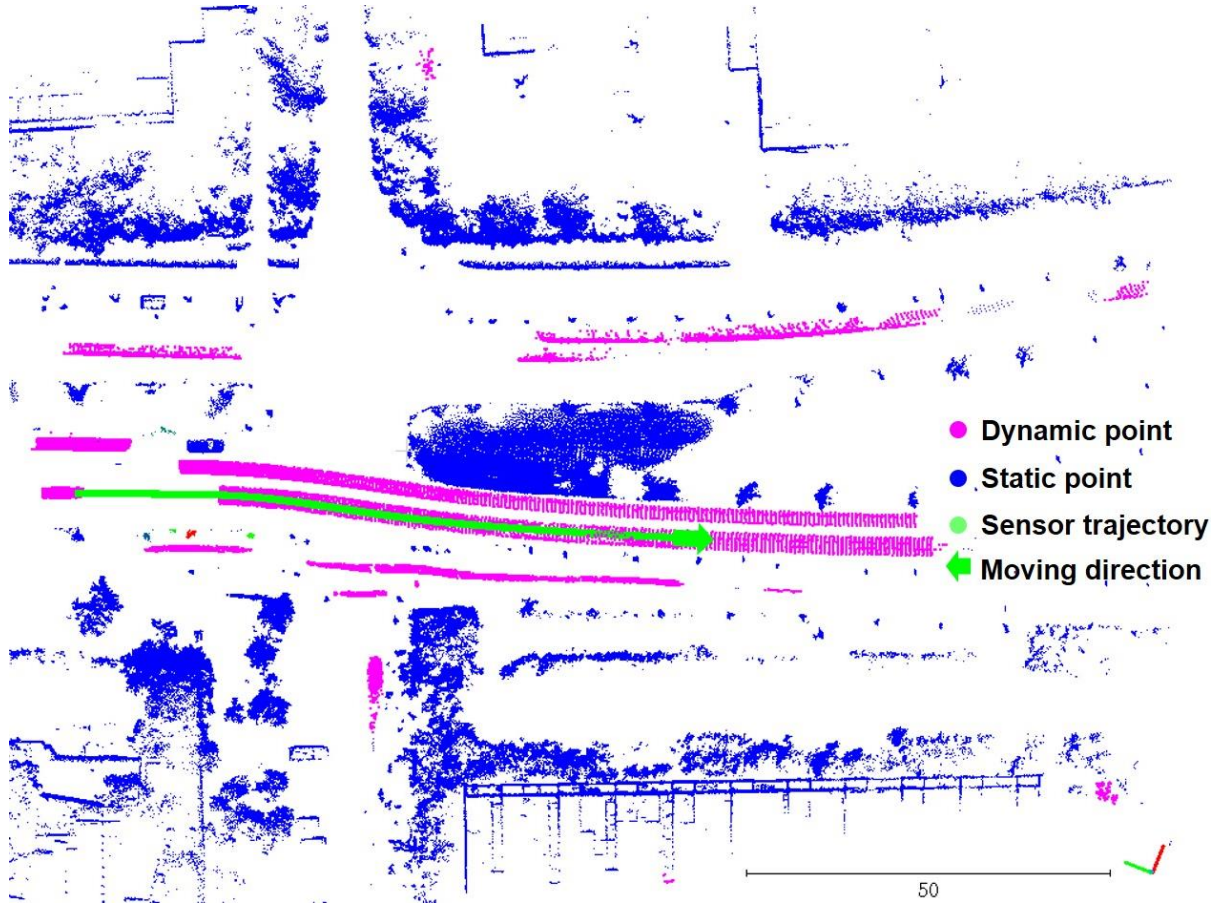 Dynamic point
Static point
Sensor trajectory
Moving direction
50